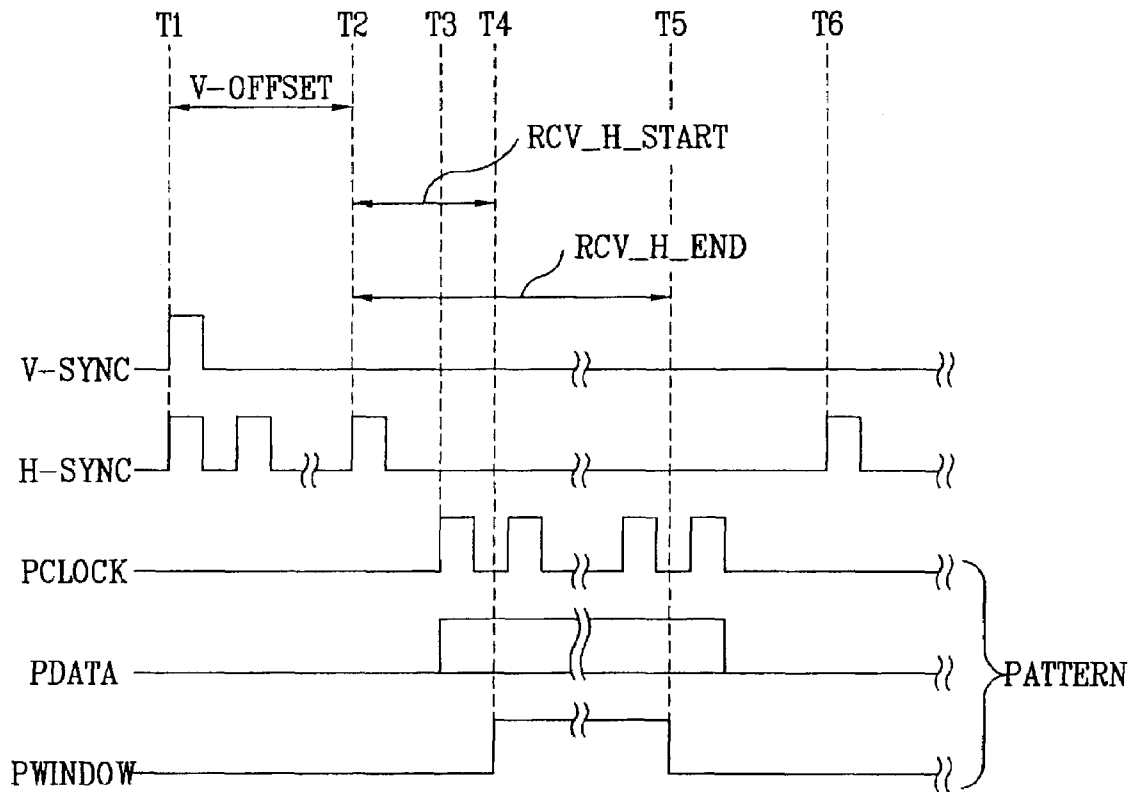 T1 T2 T3 T4 T5 T6
V-OFFSET
RCV_H_START
RCV_H_END
V-SYNC
H-SYNC
PCLOCK
PDATA
PATTERN
PWINDOW